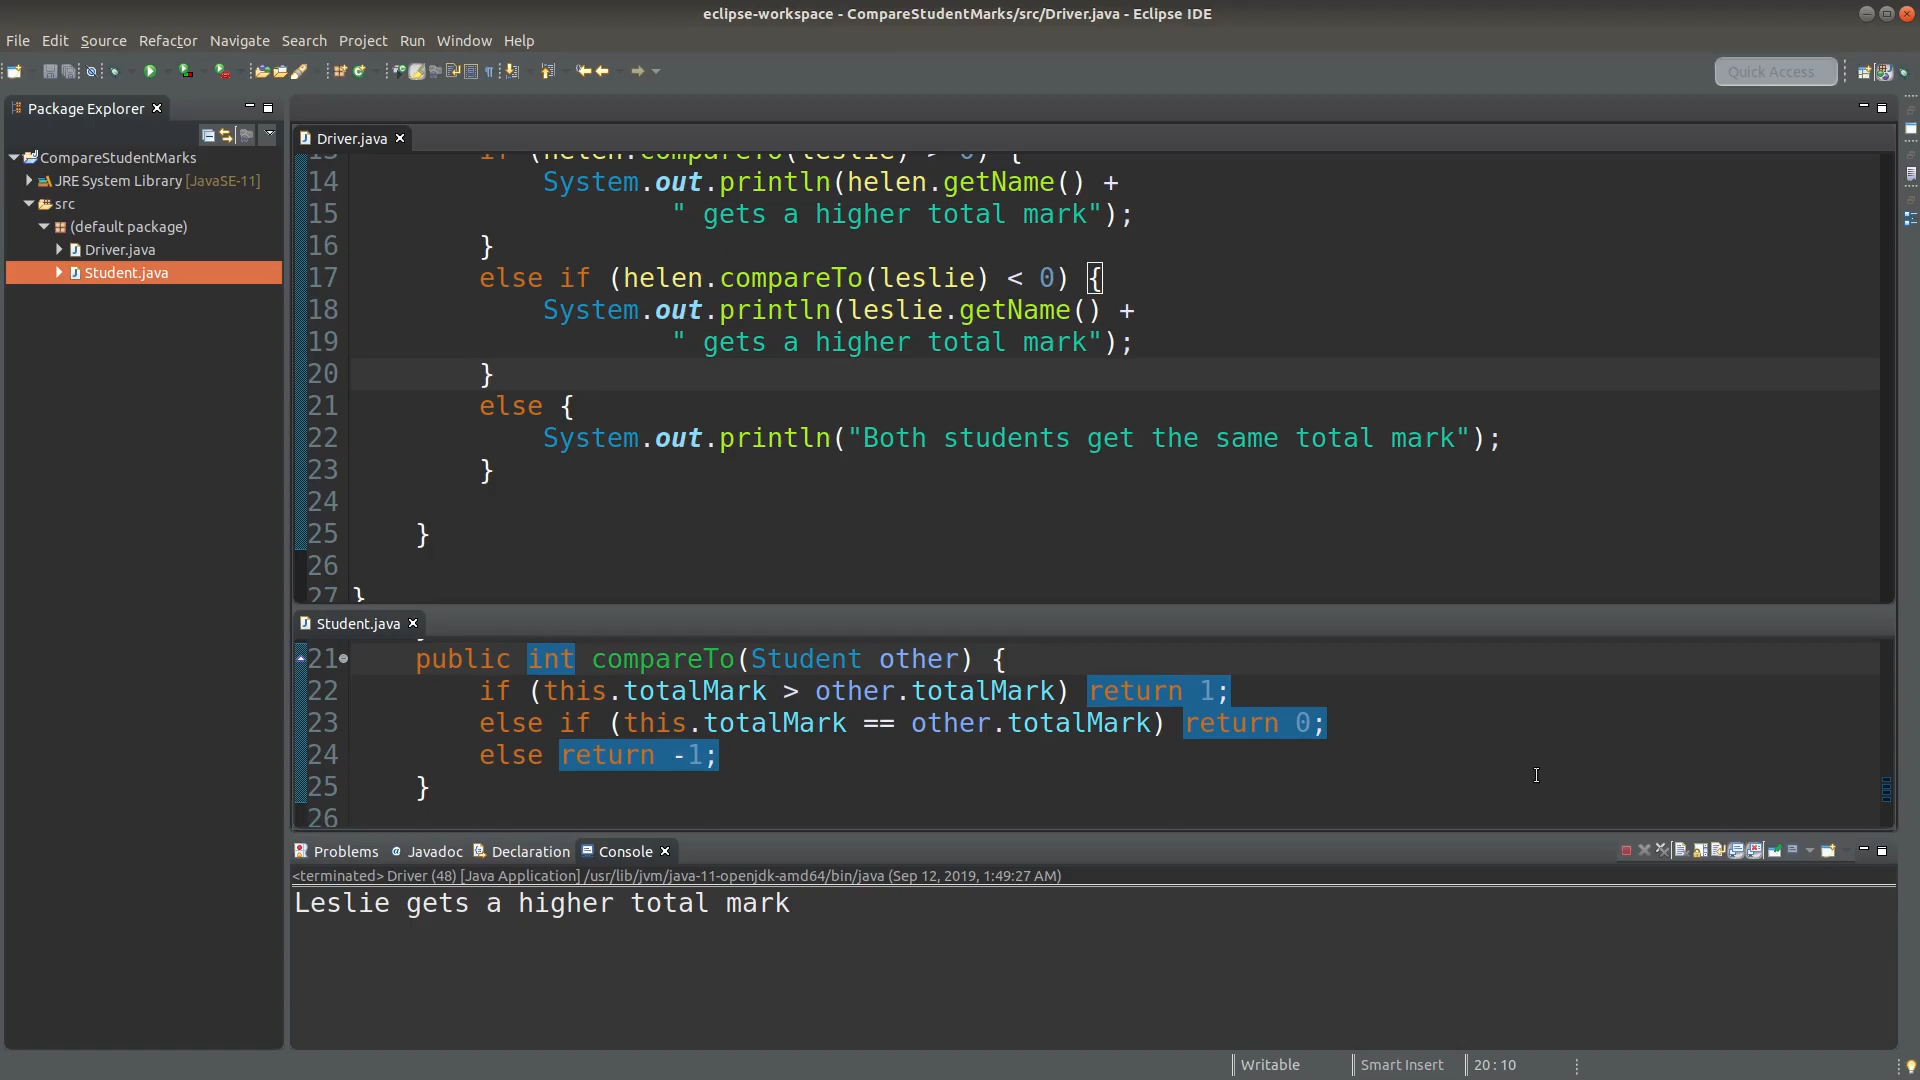 eclipse-workspace - CompareStudentMarks/src/Driver.java - Eclipse IDE
File Edit Source Refactor Navigate Search Project Run Window Help
Quick Access
Package Explorer
CompareStudentMarks
JRE System Library [JavaSE-11]
src
(default package)
Driver.java
Student.java
Driver.java
13 if (helen.compareTo(leslie) > 0) {
14 System.out.println(helen.getName() +
15 " gets a higher total mark");
16 }
17 else if (helen.compareTo(leslie) < 0) {
18 System.out.println(leslie.getName() +
19 " gets a higher total mark");
20 }
21 else {
22 System.out.println("Both students get the same total mark");
23 }
24
25 }
26
27 }
Student.java
21 public int compareTo(Student other) {
22 if (this.totalMark > other.totalMark) return 1;
23 else if (this.totalMark == other.totalMark) return 0;
24 else return -1;
25 }
26
Problems Javadoc Declaration Console
<terminated> Driver (48) [Java Application] /usr/lib/jvm/java-11-openjdk-amd64/bin/java (Sep 12, 2019, 1:49:27 AM)
Leslie gets a higher total mark
Writable Smart Insert 20 : 10